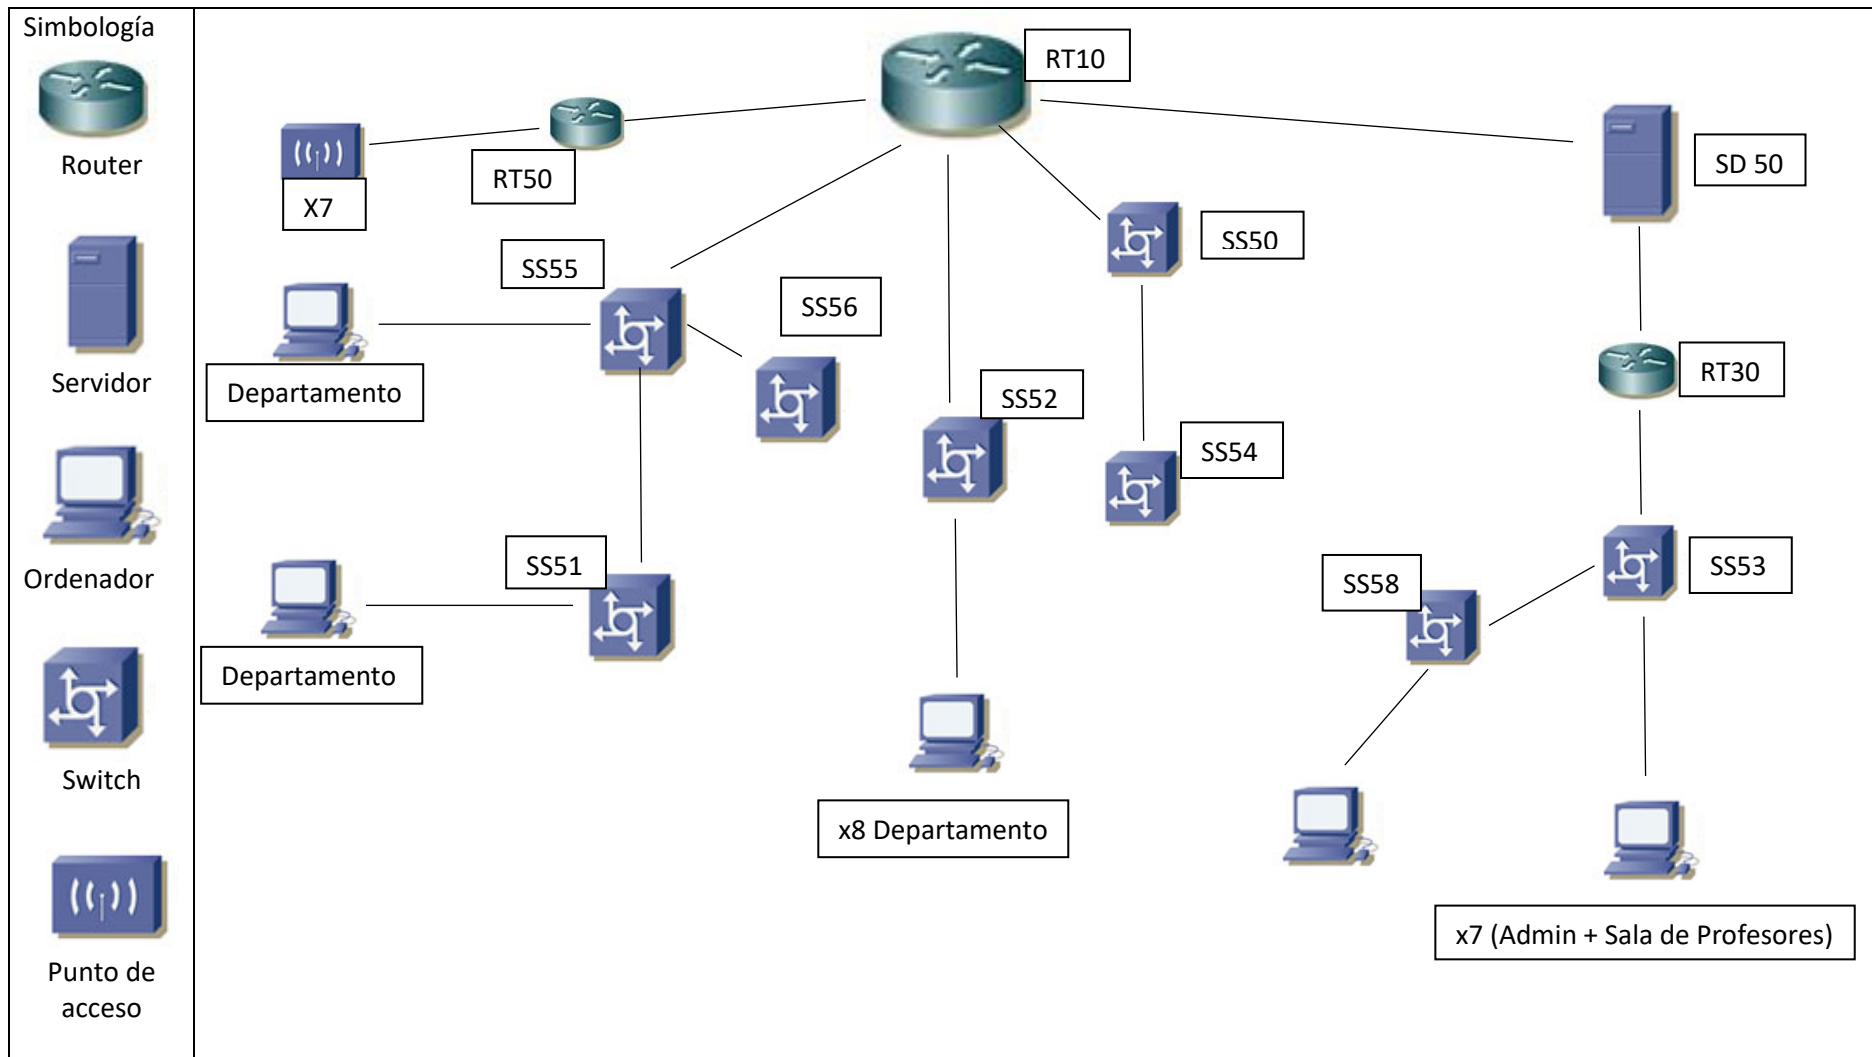 Simbología
Router
Servidor
Ordenador
Switch
Punto de
acceso
RT10
RT50
X7
SD 50
SS50
SS55
SS56
Departamento
RT30
SS52
SS54
SS51
SS53
SS58
Departamento
x8 Departamento
x7 (Admin + Sala de Profesores)